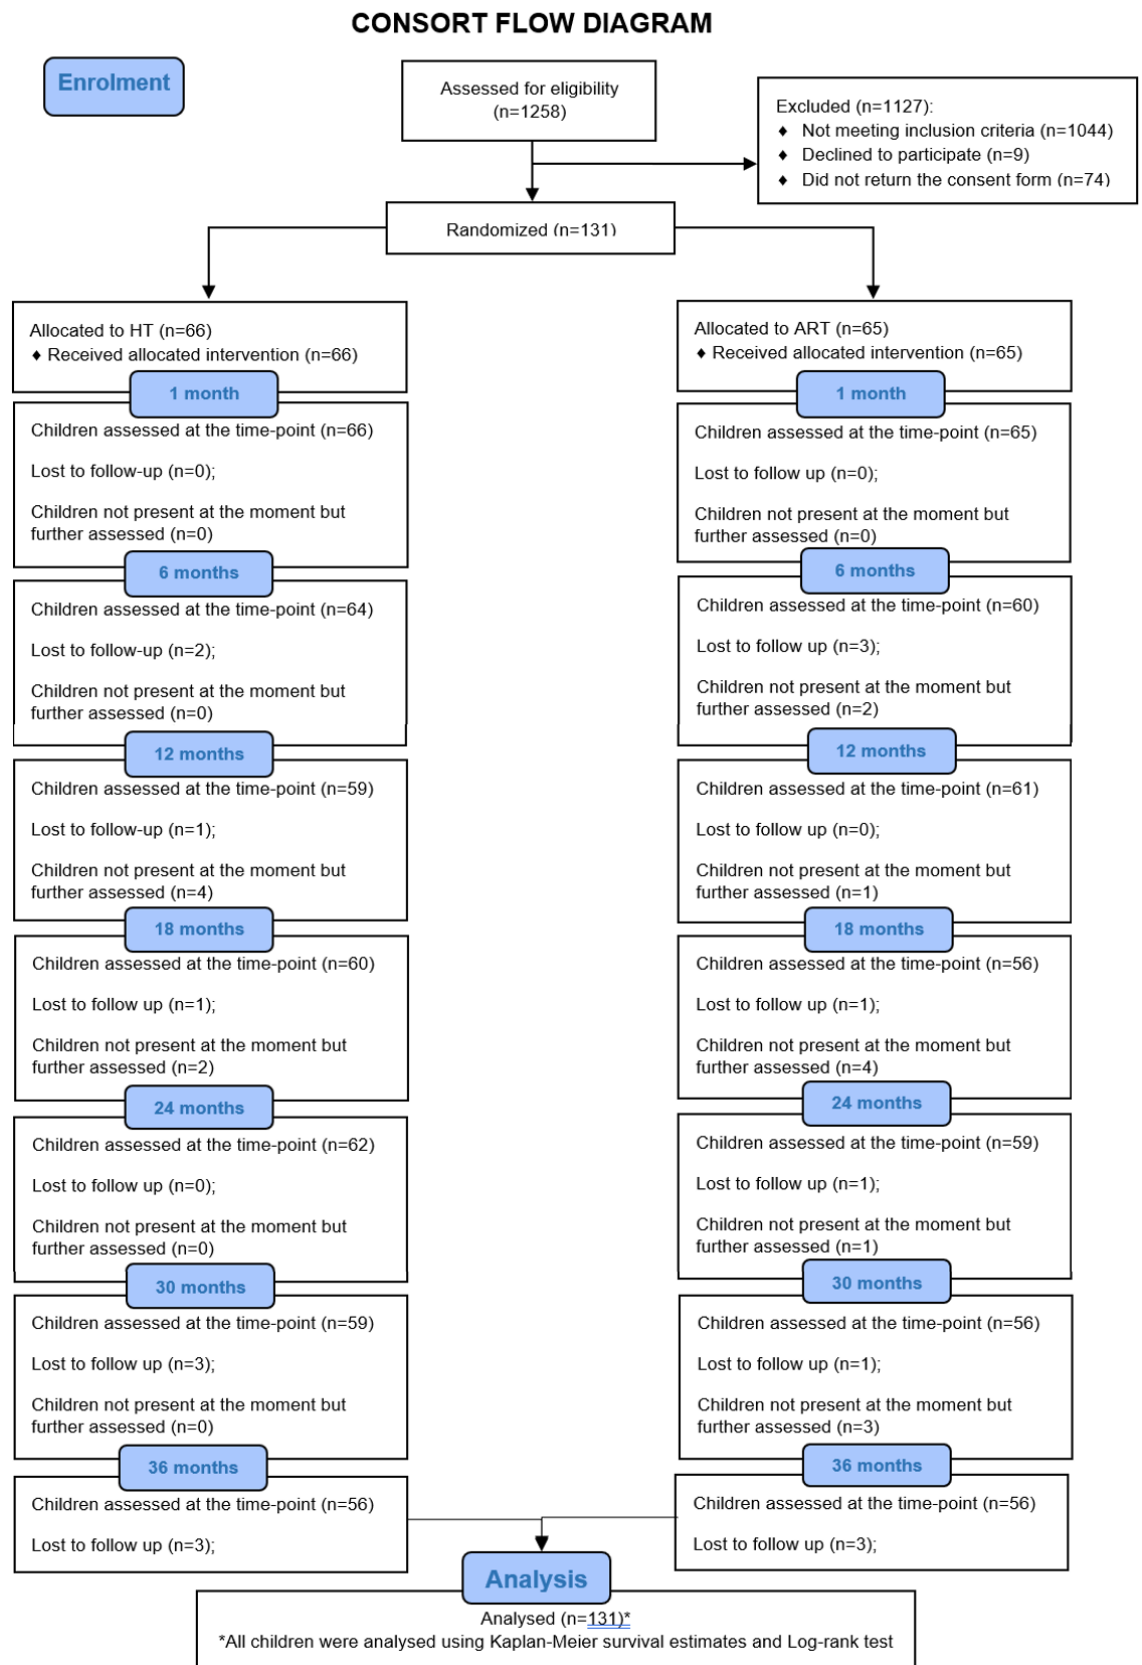 CONSORT FLOW DIAGRAM
Enrolment
Assessed for eligibility
(n=1258)
Excluded (n=1127):
♦ Not meeting inclusion criteria (n=1044)
♦ Declined to participate (n=9)
♦ Did not return the consent form (n=74)
Randomized (n=131)
Allocated to HT (n=66)
♦ Received allocated intervention (n=66)
1 month
Children assessed at the time-point (n=66)
Lost to follow-up (n=0);
Children not present at the moment but
further assessed (n=0)
6 months
Children assessed at the time-point (n=64)
Lost to follow-up (n=2);
Children not present at the moment but
further assessed (n=0)
12 months
Children assessed at the time-point (n=59)
Lost to follow-up (n=1);
Children not present at the moment but
further assessed (n=4)
18 months
Children assessed at the time-point (n=60)
Lost to follow up (n=1);
Children not present at the moment but
further assessed (n=2)
24 months
Children assessed at the time-point (n=62)
Lost to follow up (n=0);
Children not present at the moment but
further assessed (n=0)
30 months
Children assessed at the time-point (n=59)
Lost to follow up (n=3);
Children not present at the moment but
further assessed (n=0)
36 months
Children assessed at the time-point (n=56)
Lost to follow up (n=3);
Allocated to ART (n=65)
♦ Received allocated intervention (n=65)
1 month
Children assessed at the time-point (n=65)
Lost to follow up (n=0);
Children not present at the moment but
further assessed (n=0)
6 months
Children assessed at the time-point (n=60)
Lost to follow up (n=3);
Children not present at the moment but
further assessed (n=2)
12 months
Children assessed at the time-point (n=61)
Lost to follow up (n=0);
Children not present at the moment but
further assessed (n=1)
18 months
Children assessed at the time-point (n=56)
Lost to follow up (n=1);
Children not present at the moment but
further assessed (n=4)
24 months
Children assessed at the time-point (n=59)
Lost to follow up (n=1);
Children not present at the moment but
further assessed (n=1)
30 months
Children assessed at the time-point (n=56)
Lost to follow up (n=1);
Children not present at the moment but
further assessed (n=3)
36 months
Children assessed at the time-point (n=56)
Lost to follow up (n=3);
Analysis
Analysed (n=131)*
*All children were analysed using Kaplan-Meier survival estimates and Log-rank test